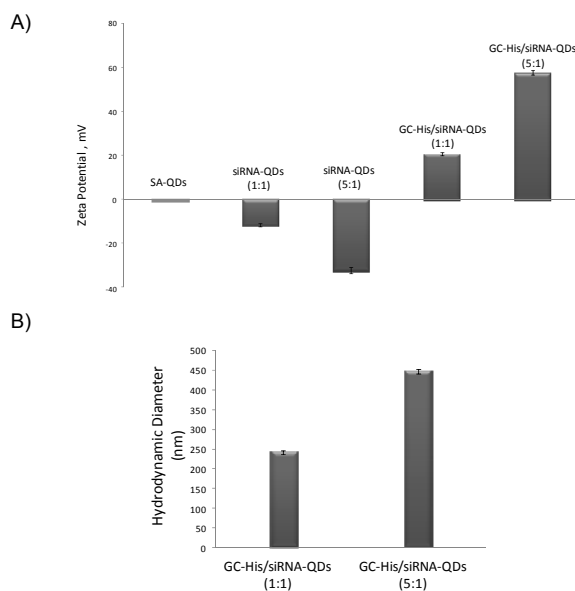 A)
80
60
40
20
0
-20
-40
Zeta Potential , mV
SA-QDs
siRNA-QDs
(1:1)
siRNA-QDs
(5:1)
GC-His/siRNA-QDs
(1:1)
GC-His/siRNA-QDs
(5:1)
B)
500
450
400
350
300
250
200
150
100
50
0
Hydrodynamic Diameter
(nm)
GC-His/siRNA-QDs
(1:1)
GC-His/siRNA-QDs
(5:1)